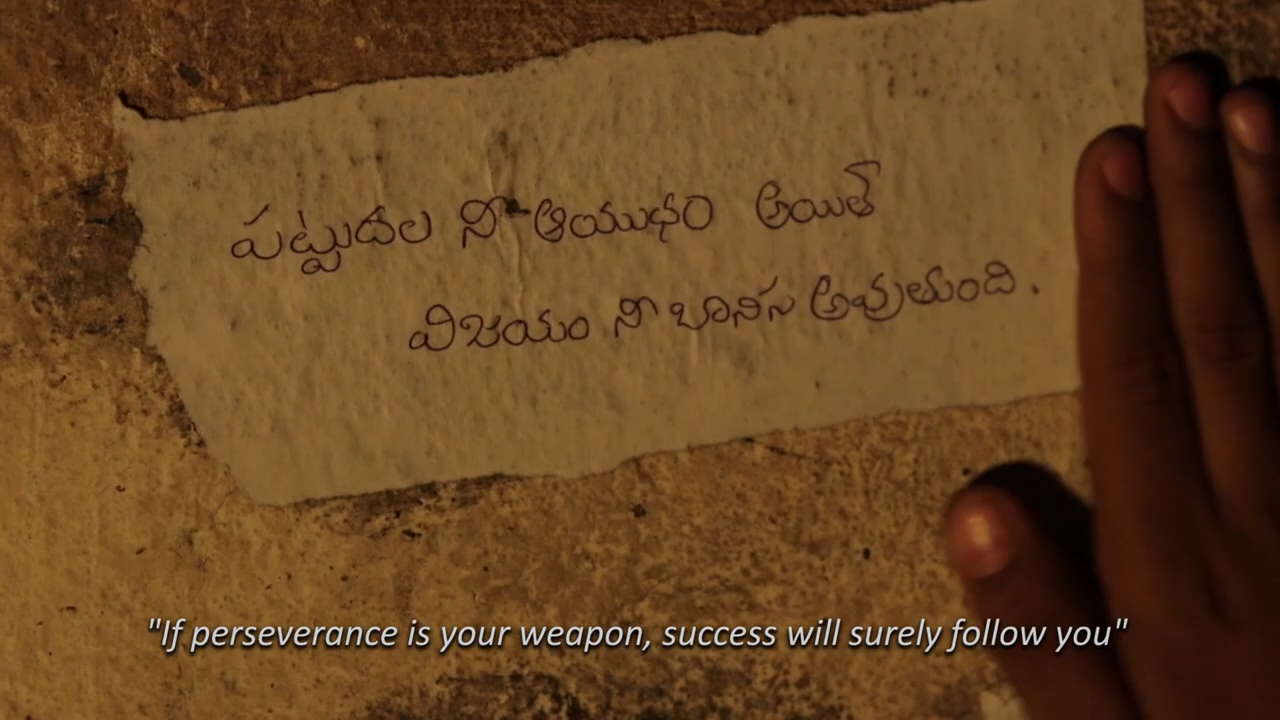 పట్టుదల నీ ఆయుధం అయితే
విజయం నీ బానిస అవుతుంది.
"If perseverance is your weapon, success will surely follow you"